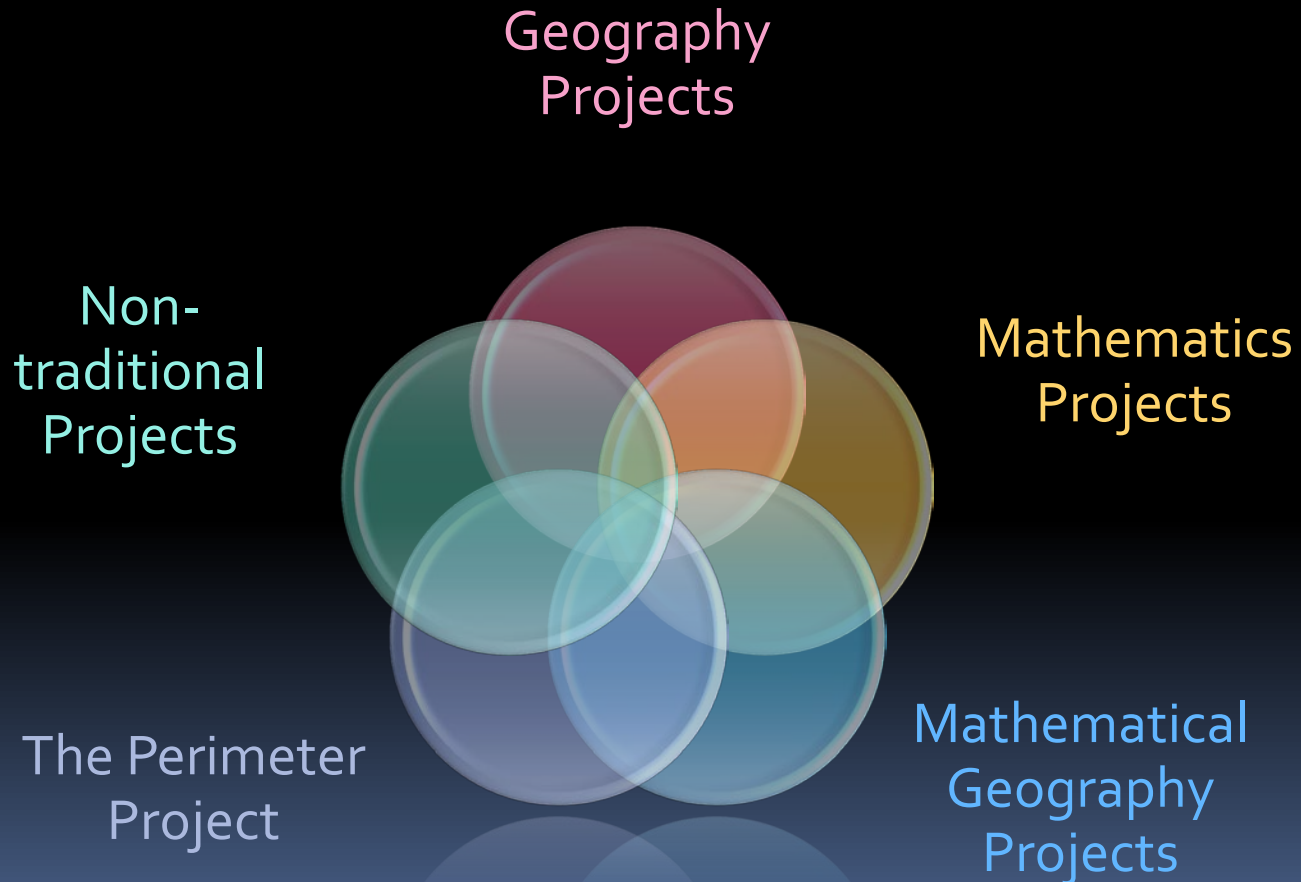 Geography
Projects
Non-
traditional
Projects
Mathematics
Projects
The Perimeter
Project
Mathematical
Geography
Projects